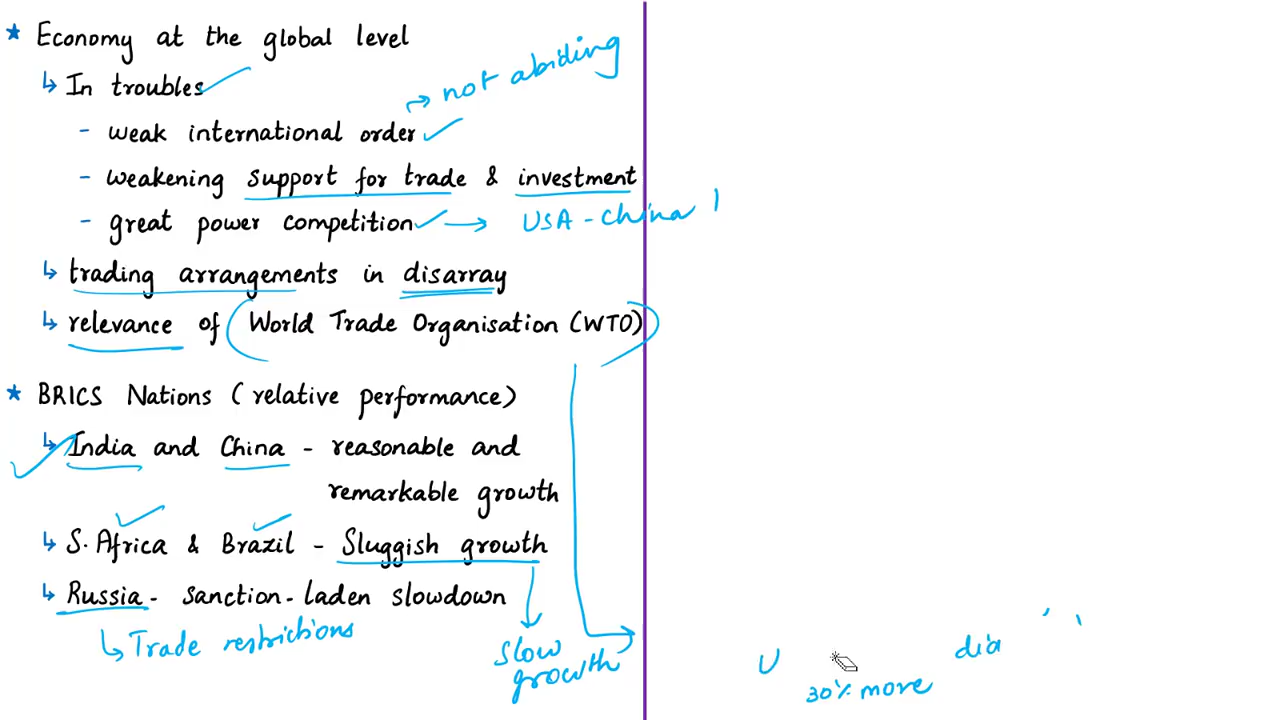 * Economy at the global level
↳ In troubles
- weak international order → not abiding
- weakening support for trade & investment
- great power competition → USA - China
↳ trading arrangements in disarray
↳ relevance of (World Trade Organisation (WTO))
* BRICS Nations (relative performance)
↳ India and China - reasonable and
remarkable growth
↳ S. Africa & Brazil - Sluggish growth
↳ Russia - sanction-laden slowdown
↳ Trade restrictions
slow
growth
U dia
30% more